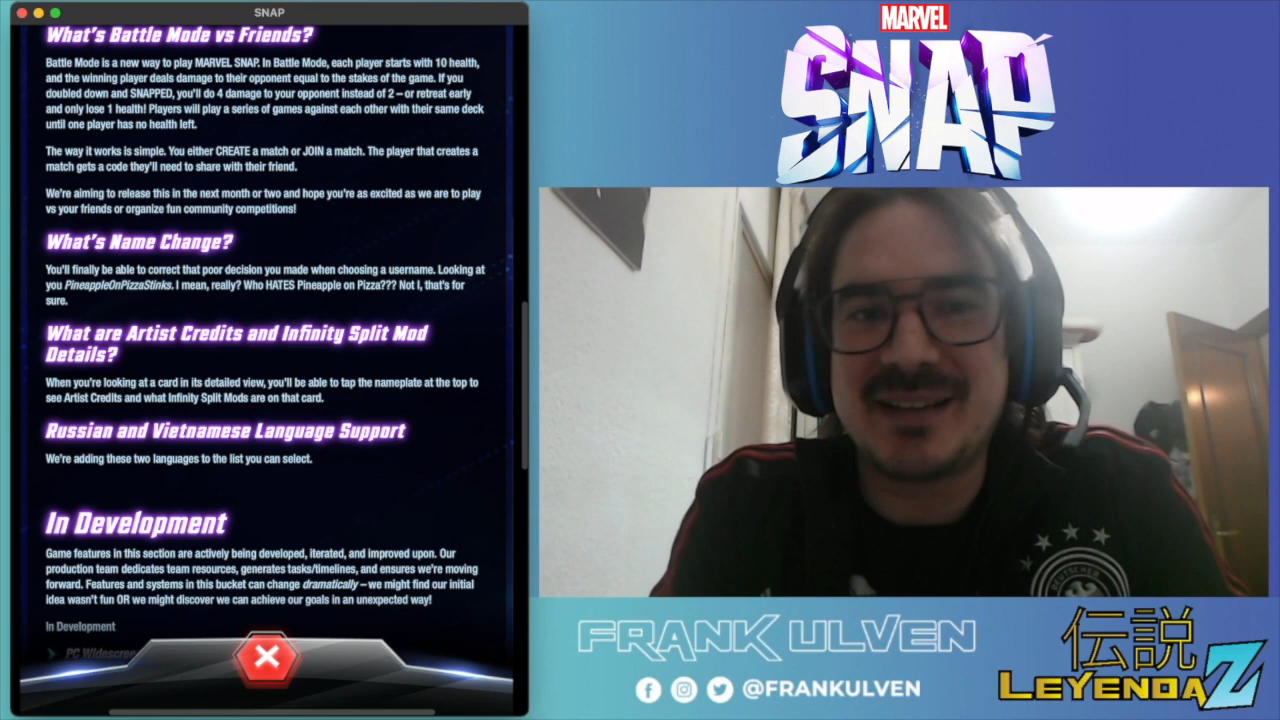 SNAP
What's Battle Mode vs Friends?
Battle Mode is a new way to play MARVEL SNAP. In Battle Mode, each player starts with 10 health,
and the winning player deals damage to their opponent equal to the stakes of the game. If you
doubled down and SNAPPED, you'll do 4 damage to your opponent instead of 2 – or retreat early
and only lose 1 health! Players will play a series of games against each other with their same deck
until one player has no health left.
The way it works is simple. You either CREATE a match or JOIN a match. The player that creates a
match gets a code they'll need to share with their friend.
We're aiming to release this in the next month or two and hope you're as excited as we are to play
vs your friends or organize fun community competitions!
What's Name Change?
You'll finally be able to correct that poor decision you made when choosing a username. Looking at
you PineappleOnPizzaStinks. I mean, really? Who HATES Pineapple on Pizza??? Not I, that's for
sure.
What are Artist Credits and Infinity Split Mod
Details?
When you're looking at a card in its detailed view, you'll be able to tap the nameplate at the top to
see Artist Credits and what Infinity Split Mods are on that card.
Russian and Vietnamese Language Support
We're adding these two languages to the list you can select.
In Development
Game features in this section are actively being developed, iterated, and improved upon. Our
production team dedicates team resources, generates tasks/timelines, and ensures we're moving
forward. Features and systems in this bucket can change dramatically – we might find our initial
idea wasn't fun OR we might discover we can achieve our goals in an unexpected way!
In Development
PC Widescreen
MARVEL
SNAP
DEUTSCHER
FRANK ULVEN
@FRANKULVEN
伝説
LEYENDA Z